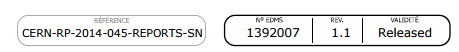 RÉFÉRENCE
CERN-RP-2014-045-REPORTS-SN
Nº EDMS REV. VALIDITÉ
1392007 1.1 Released